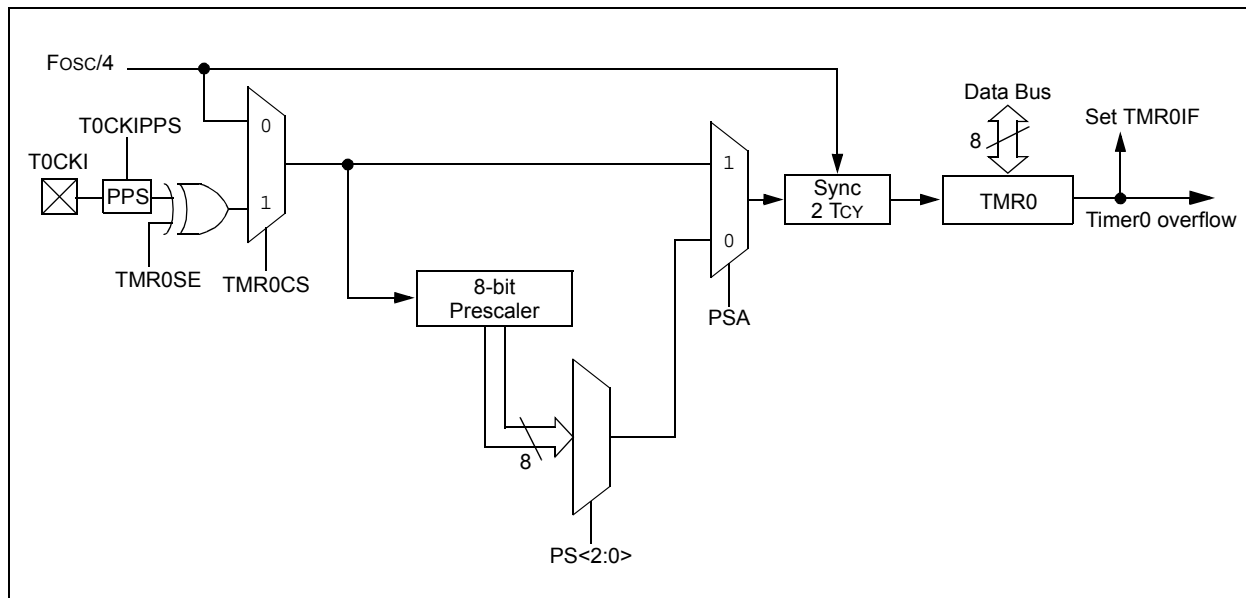 FOSC/4
Data Bus
Set TMR0IF
T0CKIPPS
8
T0CKI
0
1
PPS
Sync
2 TCY
TMR0
1
Timer0 overflow
0
TMR0SE
TMR0CS
8-bit
Prescaler
PSA
8
PS<2:0>